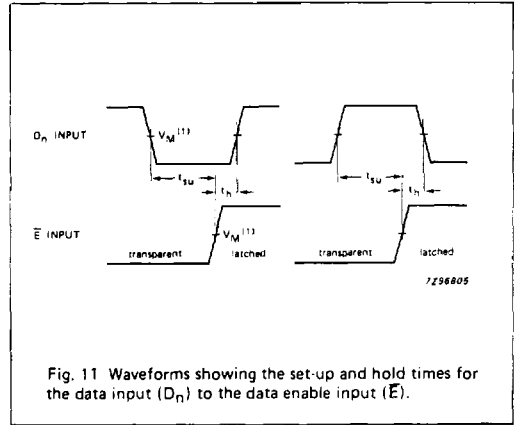 Dn INPUT
VM(1)
tsu
th
tsu
th
E̅ INPUT
VM(1)
transparent
latched
transparent
latched
7Z96805
Fig. 11 Waveforms showing the set-up and hold times for
the data input (Dn) to the data enable input (E̅).